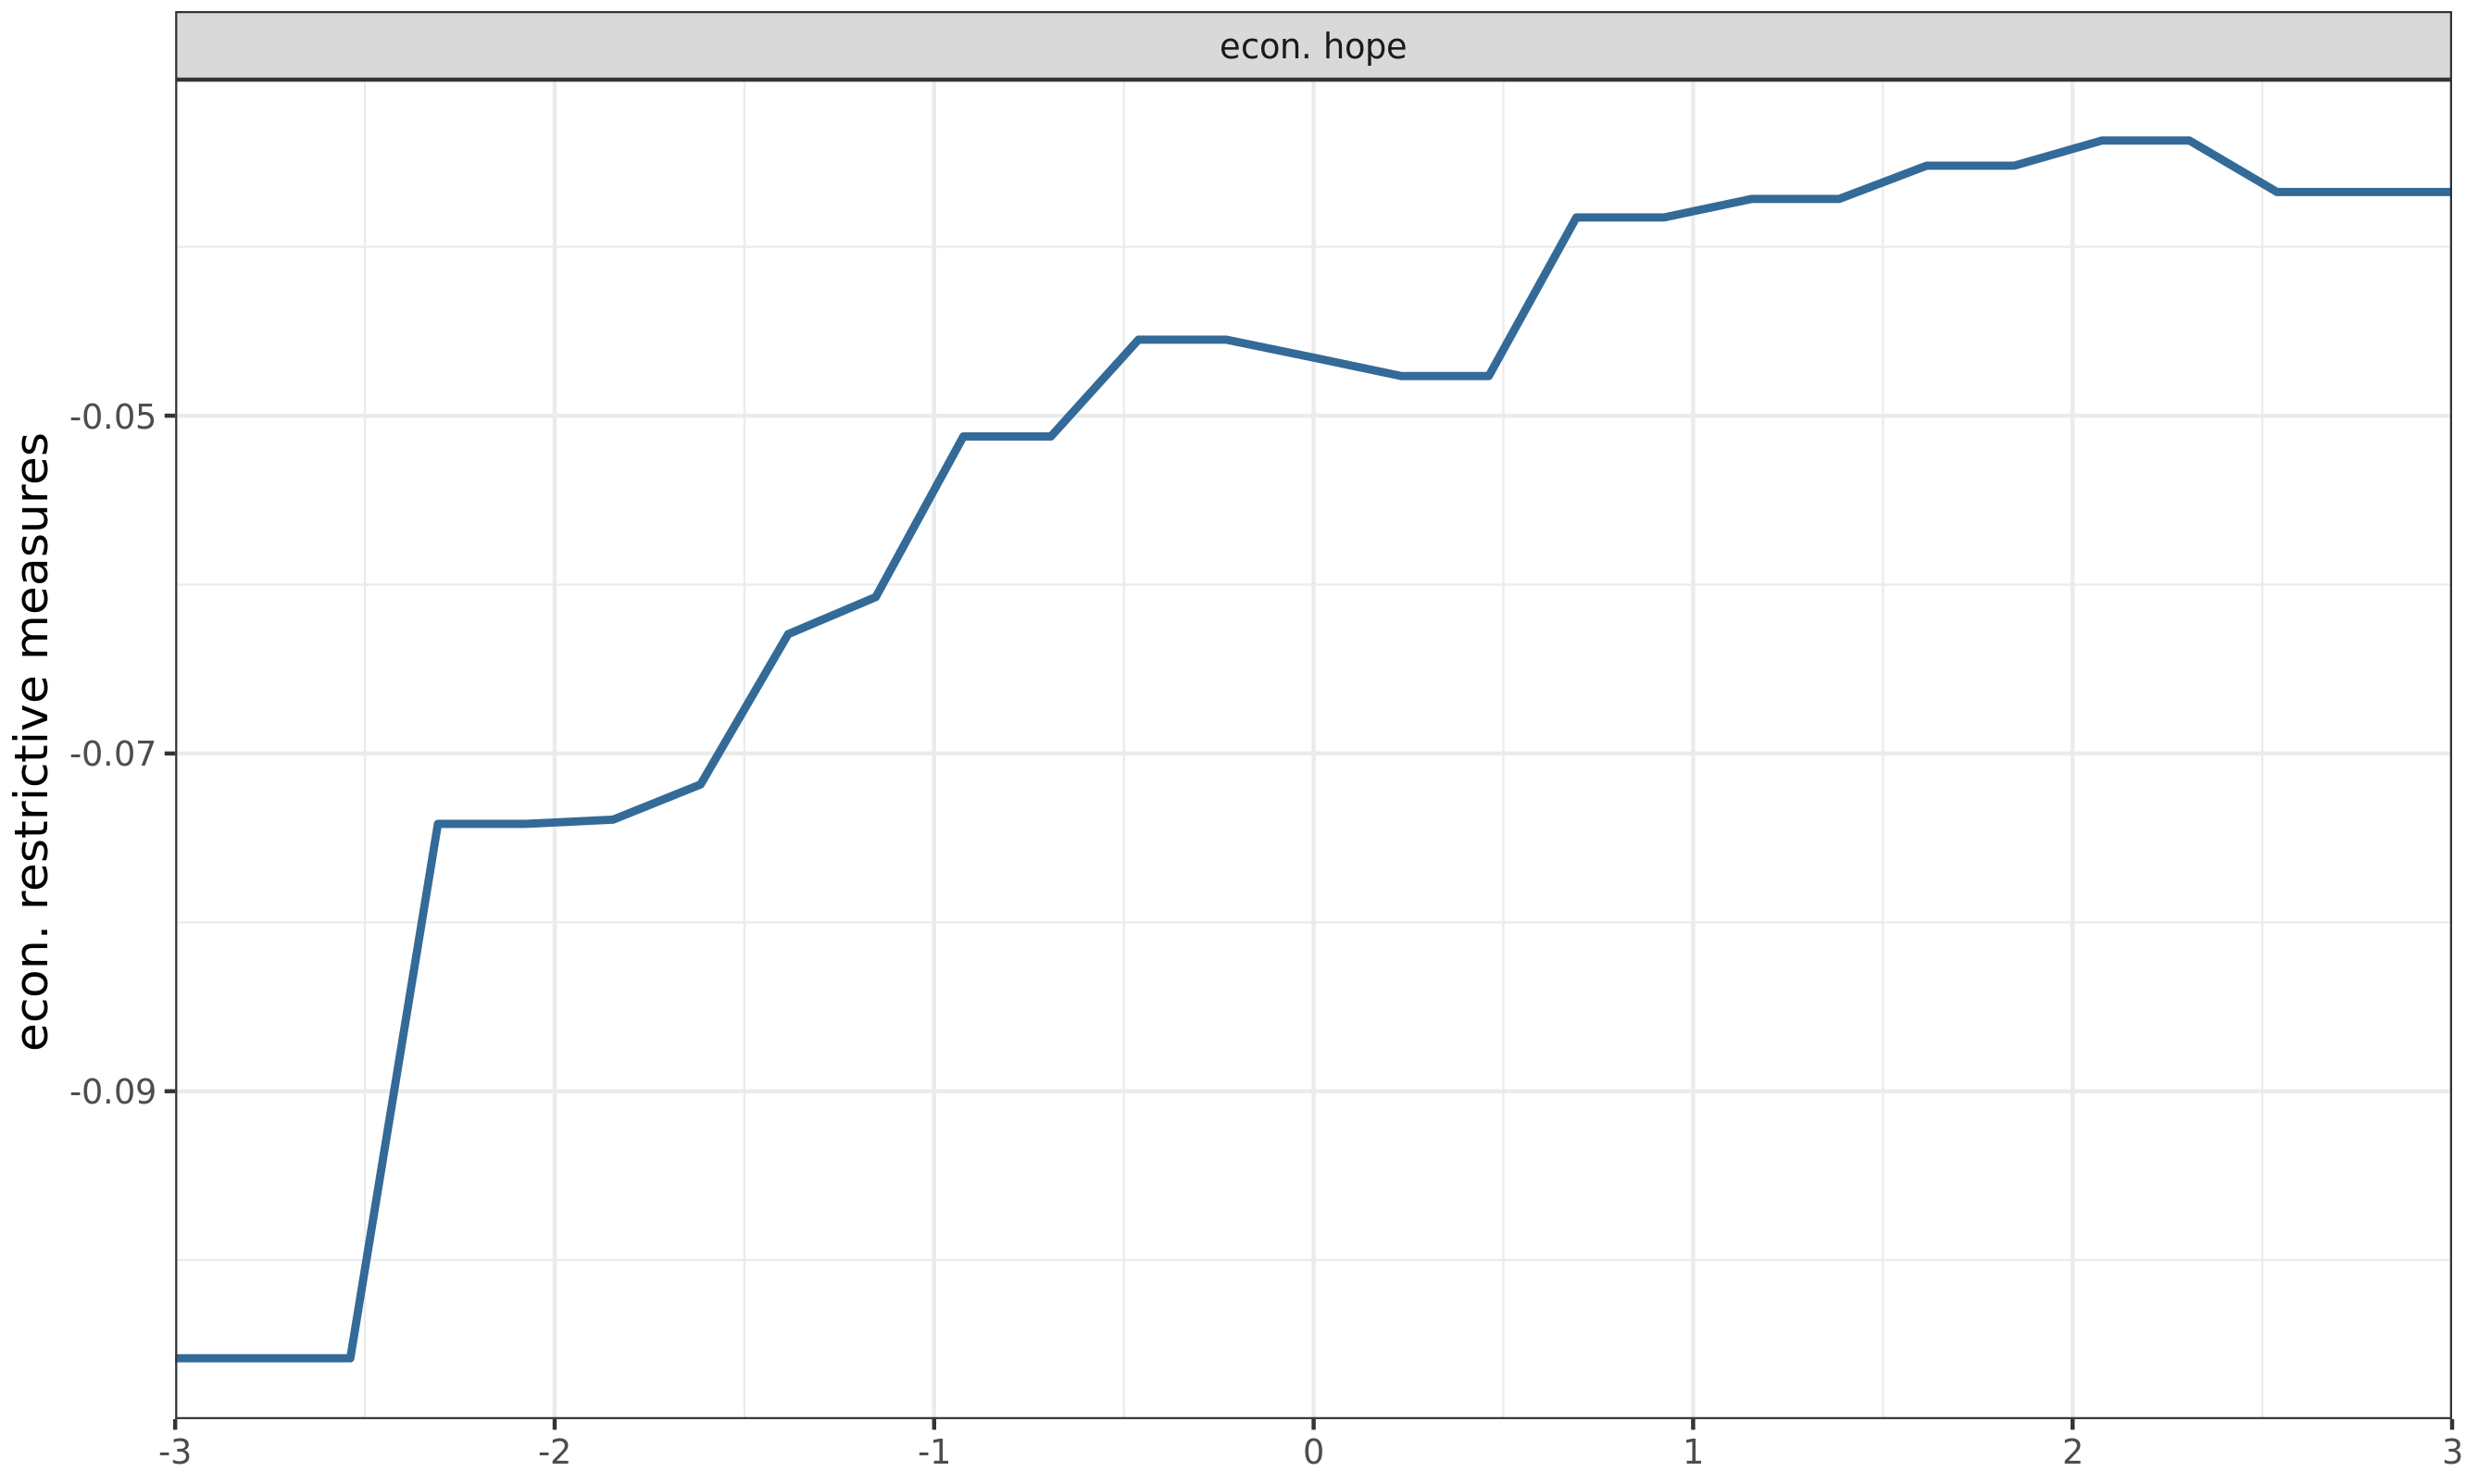 econ. hope
econ. restrictive measures
-0.05
-0.07
-0.09
-3 -2 -1 0 1 2 3